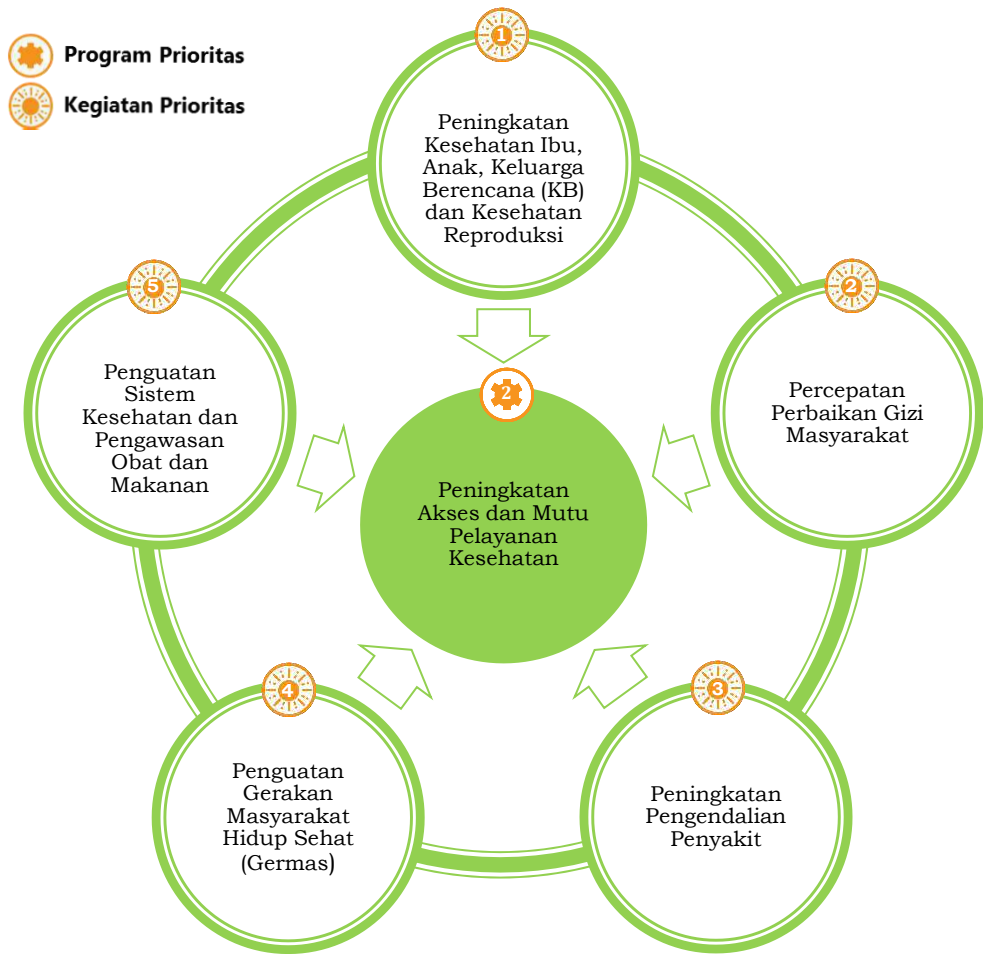 Program Prioritas
Kegiatan Prioritas
1
Peningkatan
Kesehatan Ibu,
Anak, Keluarga
Berencana (KB)
dan Kesehatan
Reproduksi
2
Percepatan
Perbaikan Gizi
Masyarakat
3
Peningkatan
Pengendalian
Penyakit
4
Penguatan
Gerakan
Masyarakat
Hidup Sehat
(Germas)
5
Penguatan
Sistem
Kesehatan dan
Pengawasan
Obat dan
Makanan
2
Peningkatan
Akses dan Mutu
Pelayanan
Kesehatan